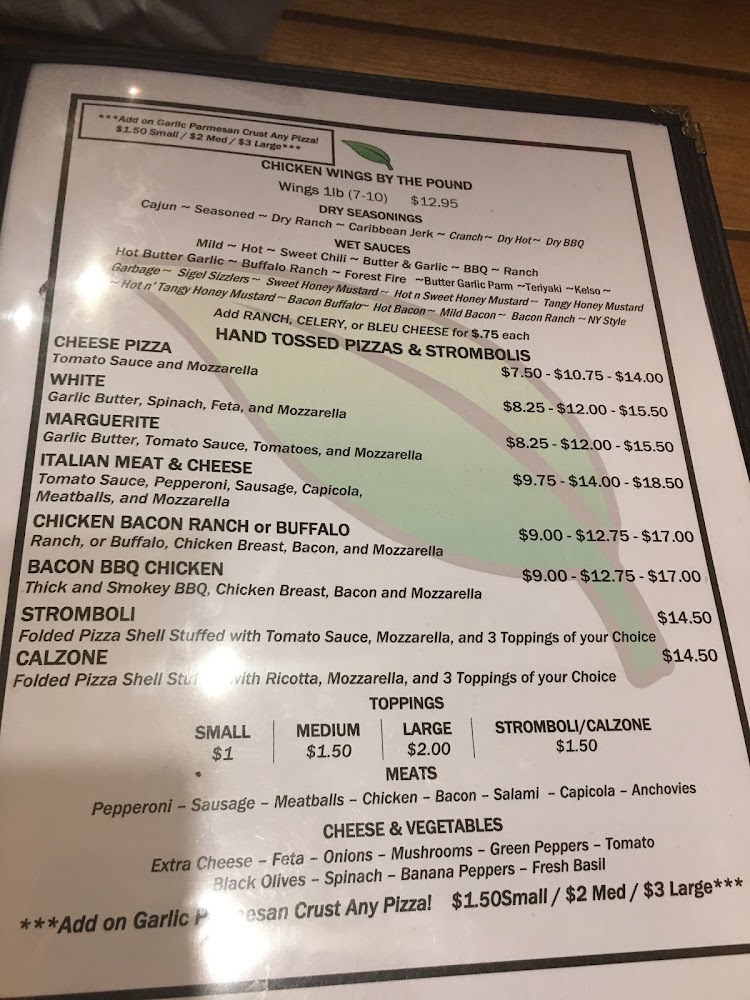 ***Add on Garlic Parmesan Crust Any Pizza!
$1.50 Small / $2 Med / $3 Large***
CHICKEN WINGS BY THE POUND
Wings 1lb (7-10) $12.95
DRY SEASONINGS
Cajun ~ Seasoned ~ Dry Ranch ~ Caribbean Jerk ~ Cranch ~ Dry Hot ~ Dry BBQ
WET SAUCES
Mild ~ Hot ~ Sweet Chili ~ Butter & Garlic ~ BBQ ~ Ranch
Hot Butter Garlic ~ Buffalo Ranch ~ Forest Fire ~Butter Garlic Parm ~Teriyaki ~Kelso ~
Garbage ~ Sigel Sizzlers ~ Sweet Honey Mustard ~ Hot n Sweet Honey Mustard ~ Tangy Honey Mustard
~ Hot n' Tangy Honey Mustard ~ Bacon Buffalo ~ Hot Bacon ~ Mild Bacon ~ Bacon Ranch ~ NY Style
Add RANCH, CELERY, or BLEU CHEESE for $.75 each
HAND TOSSED PIZZAS & STROMBOLIS
CHEESE PIZZA $7.50 - $10.75 - $14.00
Tomato Sauce and Mozzarella
WHITE $8.25 - $12.00 - $15.50
Garlic Butter, Spinach, Feta, and Mozzarella
MARGUERITE $8.25 - $12.00 - $15.50
Garlic Butter, Tomato Sauce, Tomatoes, and Mozzarella
ITALIAN MEAT & CHEESE $9.75 - $14.00 - $18.50
Tomato Sauce, Pepperoni, Sausage, Capicola,
Meatballs, and Mozzarella
CHICKEN BACON RANCH or BUFFALO $9.00 - $12.75 - $17.00
Ranch, or Buffalo, Chicken Breast, Bacon, and Mozzarella
BACON BBQ CHICKEN $9.00 - $12.75 - $17.00
Thick and Smokey BBQ, Chicken Breast, Bacon and Mozzarella
STROMBOLI $14.50
Folded Pizza Shell Stuffed with Tomato Sauce, Mozzarella, and 3 Toppings of your Choice
CALZONE $14.50
Folded Pizza Shell with Ricotta, Mozzarella, and 3 Toppings of your Choice
TOPPINGS
SMALL MEDIUM LARGE STROMBOLI/CALZONE
$1 $1.50 $2.00 $1.50
MEATS
Pepperoni – Sausage – Meatballs – Chicken – Bacon – Salami – Capicola – Anchovies
CHEESE & VEGETABLES
Extra Cheese – Feta – Onions – Mushrooms – Green Peppers – Tomato
Black Olives – Spinach – Banana Peppers – Fresh Basil
***Add on Garlic Parmesan Crust Any Pizza! $1.50Small / $2 Med / $3 Large***